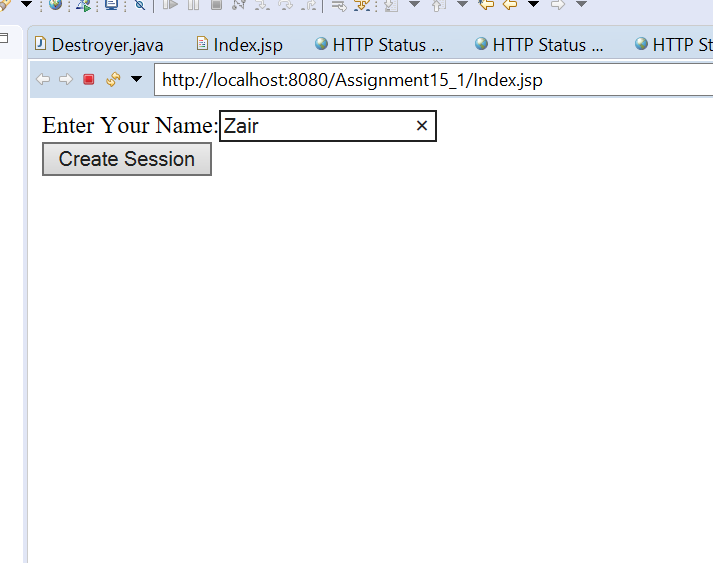 Destroyer.java Index.jsp HTTP Status ... HTTP Status ... HTTP St
http://localhost:8080/Assignment15_1/Index.jsp
Enter Your Name: Zair ×
Create Session